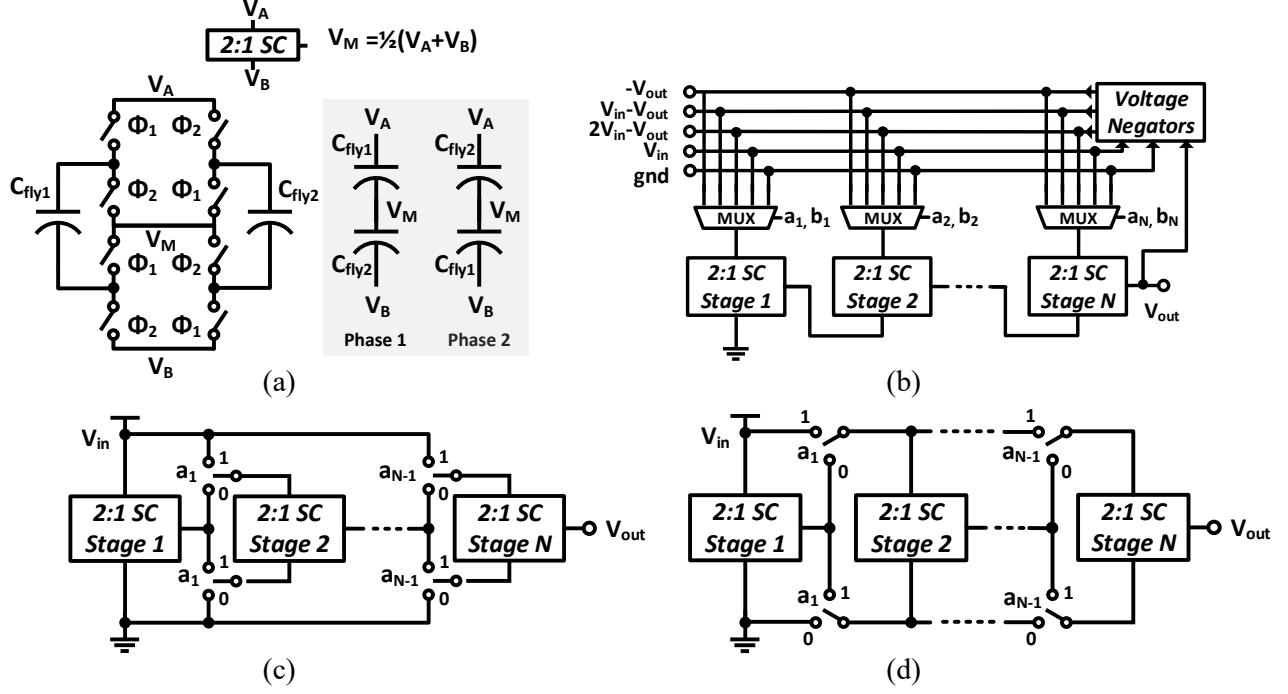 V_A
2:1 SC
V_M =½(V_A+V_B)
V_B
V_A
Φ1 Φ2
C_fly1
Φ2 Φ1
C_fly2
V_M
Φ1 Φ2
Φ2 Φ1
V_B
V_A V_A
C_fly1 C_fly2
V_M V_M
C_fly2 C_fly1
V_B V_B
Phase 1 Phase 2
(a)
-V_out
V_in-V_out
2V_in-V_out
V_in
gnd
Voltage
Negators
MUX a_1, b_1 MUX a_2, b_2 MUX a_N, b_N
2:1 SC 2:1 SC 2:1 SC
Stage 1 Stage 2 Stage N
V_out
(b)
V_in
1 1
a_1 a_N-1
0 0
2:1 SC 2:1 SC 2:1 SC
Stage 1 Stage 2 Stage N
V_out
1 1
a_1 a_N-1
0 0
(c)
1 1
V_in
a_1 a_N-1
0 0
2:1 SC 2:1 SC 2:1 SC
Stage 1 Stage 2 Stage N
V_out
a_1 1 a_N-1 1
0 0
(d)